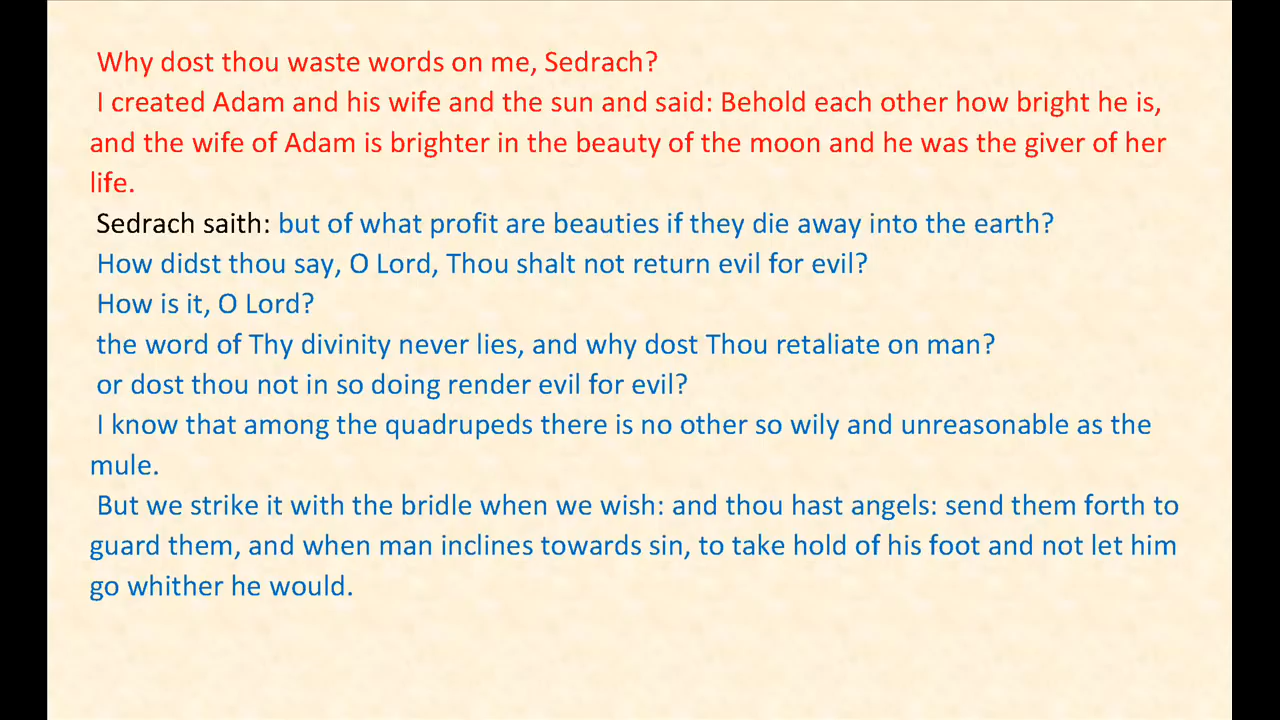 Why dost thou waste words on me, Sedrach?
I created Adam and his wife and the sun and said: Behold each other how bright he is,
and the wife of Adam is brighter in the beauty of the moon and he was the giver of her
life.
Sedrach saith: but of what profit are beauties if they die away into the earth?
How didst thou say, O Lord, Thou shalt not return evil for evil?
How is it, O Lord?
the word of Thy divinity never lies, and why dost Thou retaliate on man?
or dost thou not in so doing render evil for evil?
I know that among the quadrupeds there is no other so wily and unreasonable as the
mule.
But we strike it with the bridle when we wish: and thou hast angels: send them forth to
guard them, and when man inclines towards sin, to take hold of his foot and not let him
go whither he would.